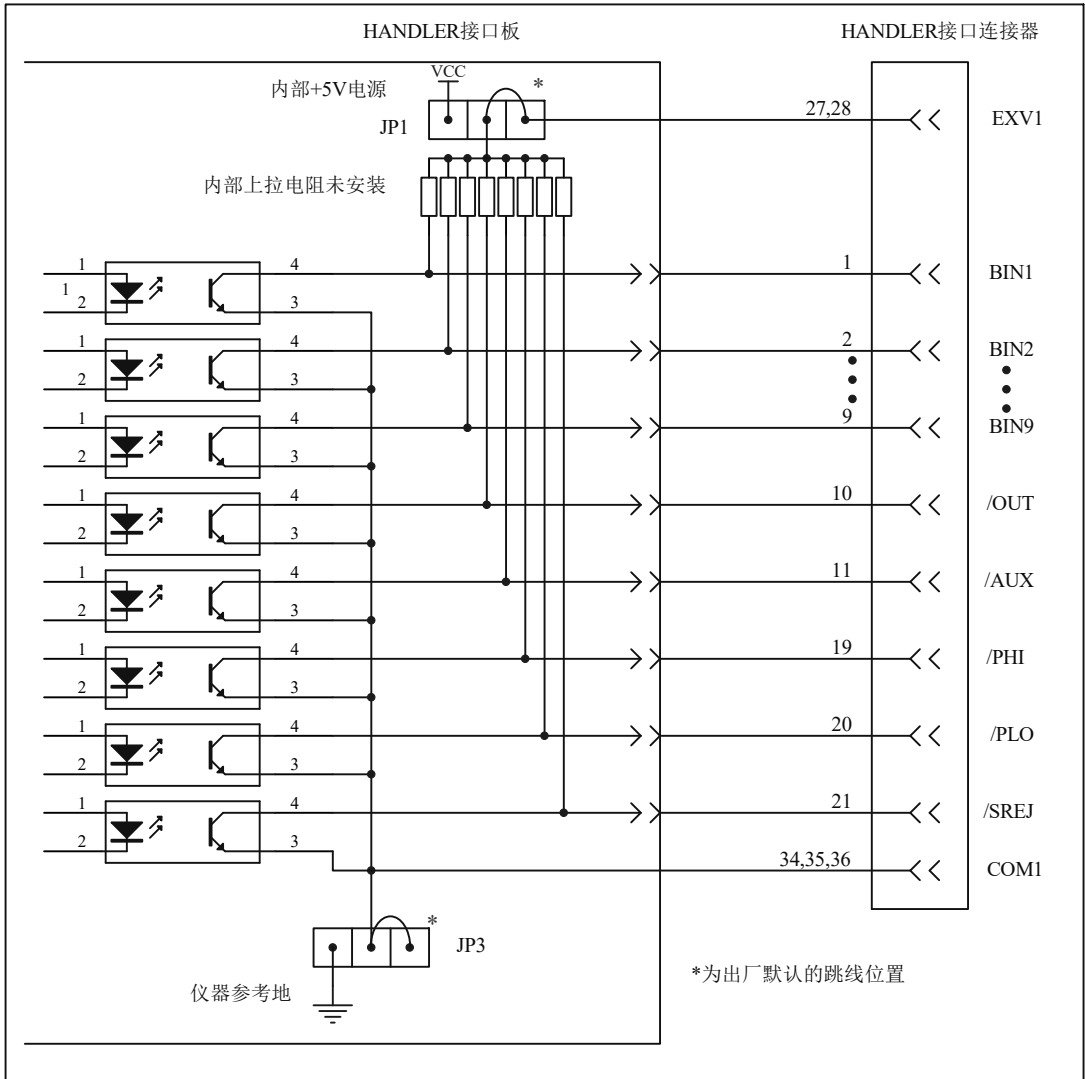 HANDLER接口板
HANDLER接口连接器
VCC
*
内部+5V电源
JP1
27,28
EXV1
内部上拉电阻未安装
1
4
1
BIN1
1
2
3
1
4
2
BIN2
2
3
1
4
9
BIN9
2
3
1
4
10
/OUT
2
3
1
4
11
/AUX
2
3
1
4
19
/PHI
2
3
1
4
20
/PLO
2
3
1
4
21
/SREJ
2
3
34,35,36
COM1
*
JP3
*为出厂默认的跳线位置
仪器参考地